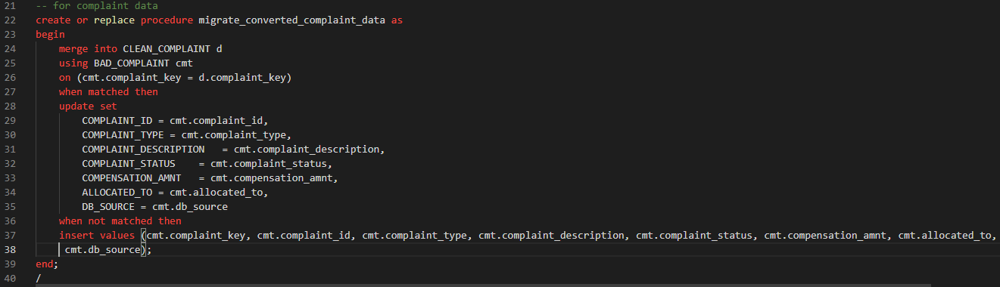 21 -- for complaint data
22 create or replace procedure migrate_converted_complaint_data as
23 begin
24     merge into CLEAN_COMPLAINT d
25     using BAD_COMPLAINT cmt
26     on (cmt.complaint_key = d.complaint_key)
27     when matched then
28     update set
29         COMPLAINT_ID = cmt.complaint_id,
30         COMPLAINT_TYPE = cmt.complaint_type,
31         COMPLAINT_DESCRIPTION   = cmt.complaint_description,
32         COMPLAINT_STATUS    = cmt.complaint_status,
33         COMPENSATION_AMNT   = cmt.compensation_amnt,
34         ALLOCATED_TO = cmt.allocated_to,
35         DB_SOURCE = cmt.db_source
36     when not matched then
37     insert values (cmt.complaint_key, cmt.complaint_id, cmt.complaint_type, cmt.complaint_description, cmt.complaint_status, cmt.compensation_amnt, cmt.allocated_to,
38      cmt.db_source);
39 end;
40 /